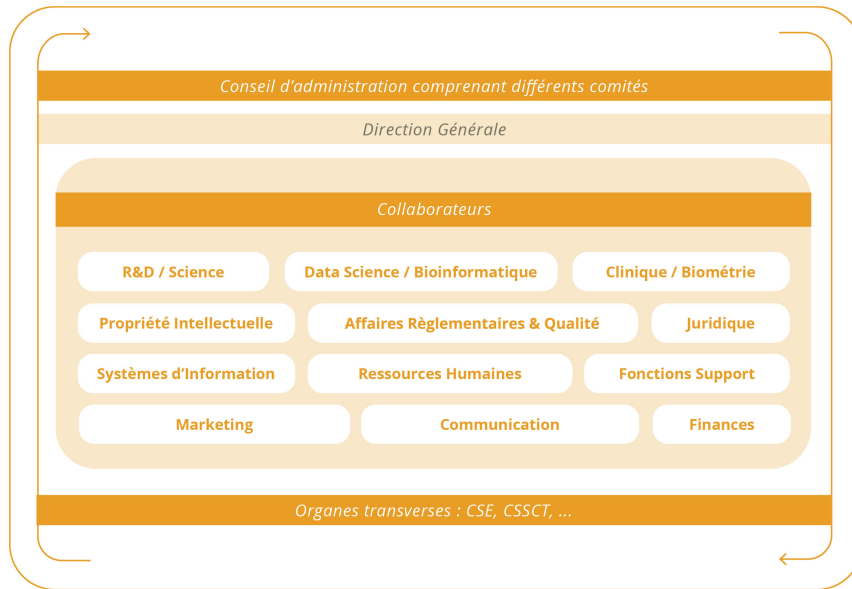 Conseil d'administration comprenant différents comités
Direction Générale
Collaborateurs
R&D / Science
Data Science / Bioinformatique
Clinique / Biométrie
Propriété Intellectuelle
Affaires Règlementaires & Qualité
Juridique
Systèmes d'Information
Ressources Humaines
Fonctions Support
Marketing
Communication
Finances
Organes transverses : CSE, CSSCT, ...